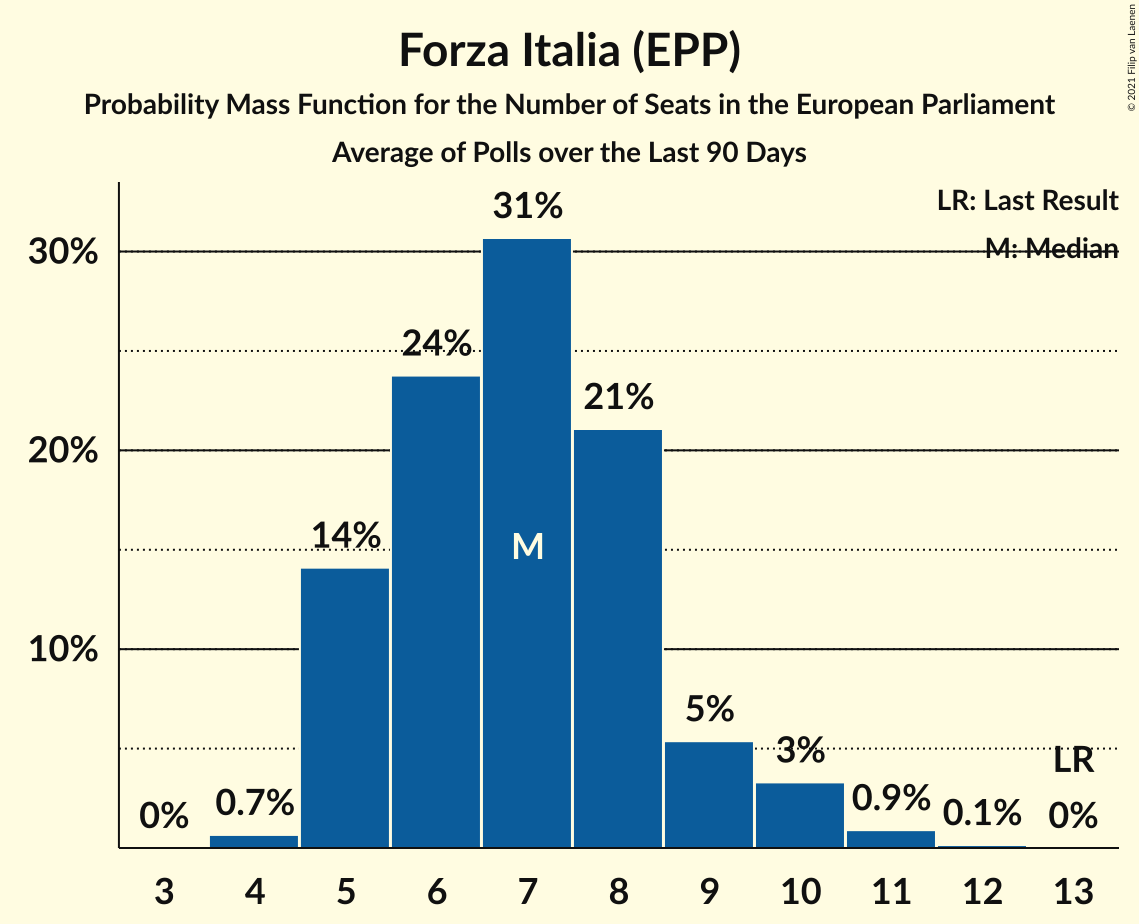 Forza Italia (EPP)
Probability Mass Function for the Number of Seats in the European Parliament
Average of Polls over the Last 90 Days
© 2021 Filip van Laenen
LR: Last Result
M: Median
30%
20%
10%
0%
0.7%
14%
24%
31%
M
21%
5%
3%
0.9%
0.1%
LR
0%
3 4 5 6 7 8 9 10 11 12 13